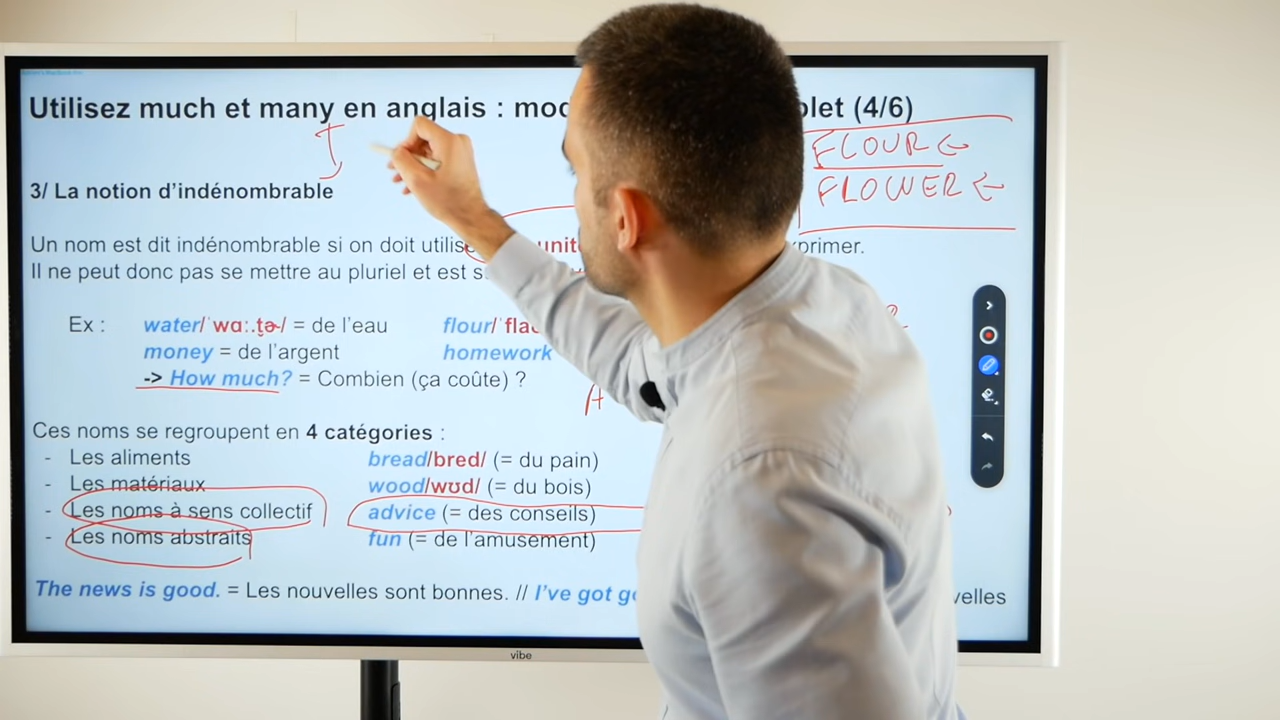 Utilisez much et many en anglais : mod plet (4/6)
FLOUR
FLOWER
3/ La notion d'indénombrable
Un nom est dit indénombrable si on doit utilise unit primer.
Il ne peut donc pas se mettre au pluriel et est s
Ex : water/ˈwɑː.t̬ɚ/ = de l'eau flour/ˈflaʊ
money = de l'argent homework
-> How much? = Combien (ça coûte) ?
A
Ces noms se regroupent en 4 catégories :
- Les aliments bread/bred/ (= du pain)
- Les matériaux wood/wʊd/ (= du bois)
- Les noms à sens collectif advice (= des conseils)
- Les noms abstraits fun (= de l'amusement)
The news is good. = Les nouvelles sont bonnes. // I've got go velles
vibe